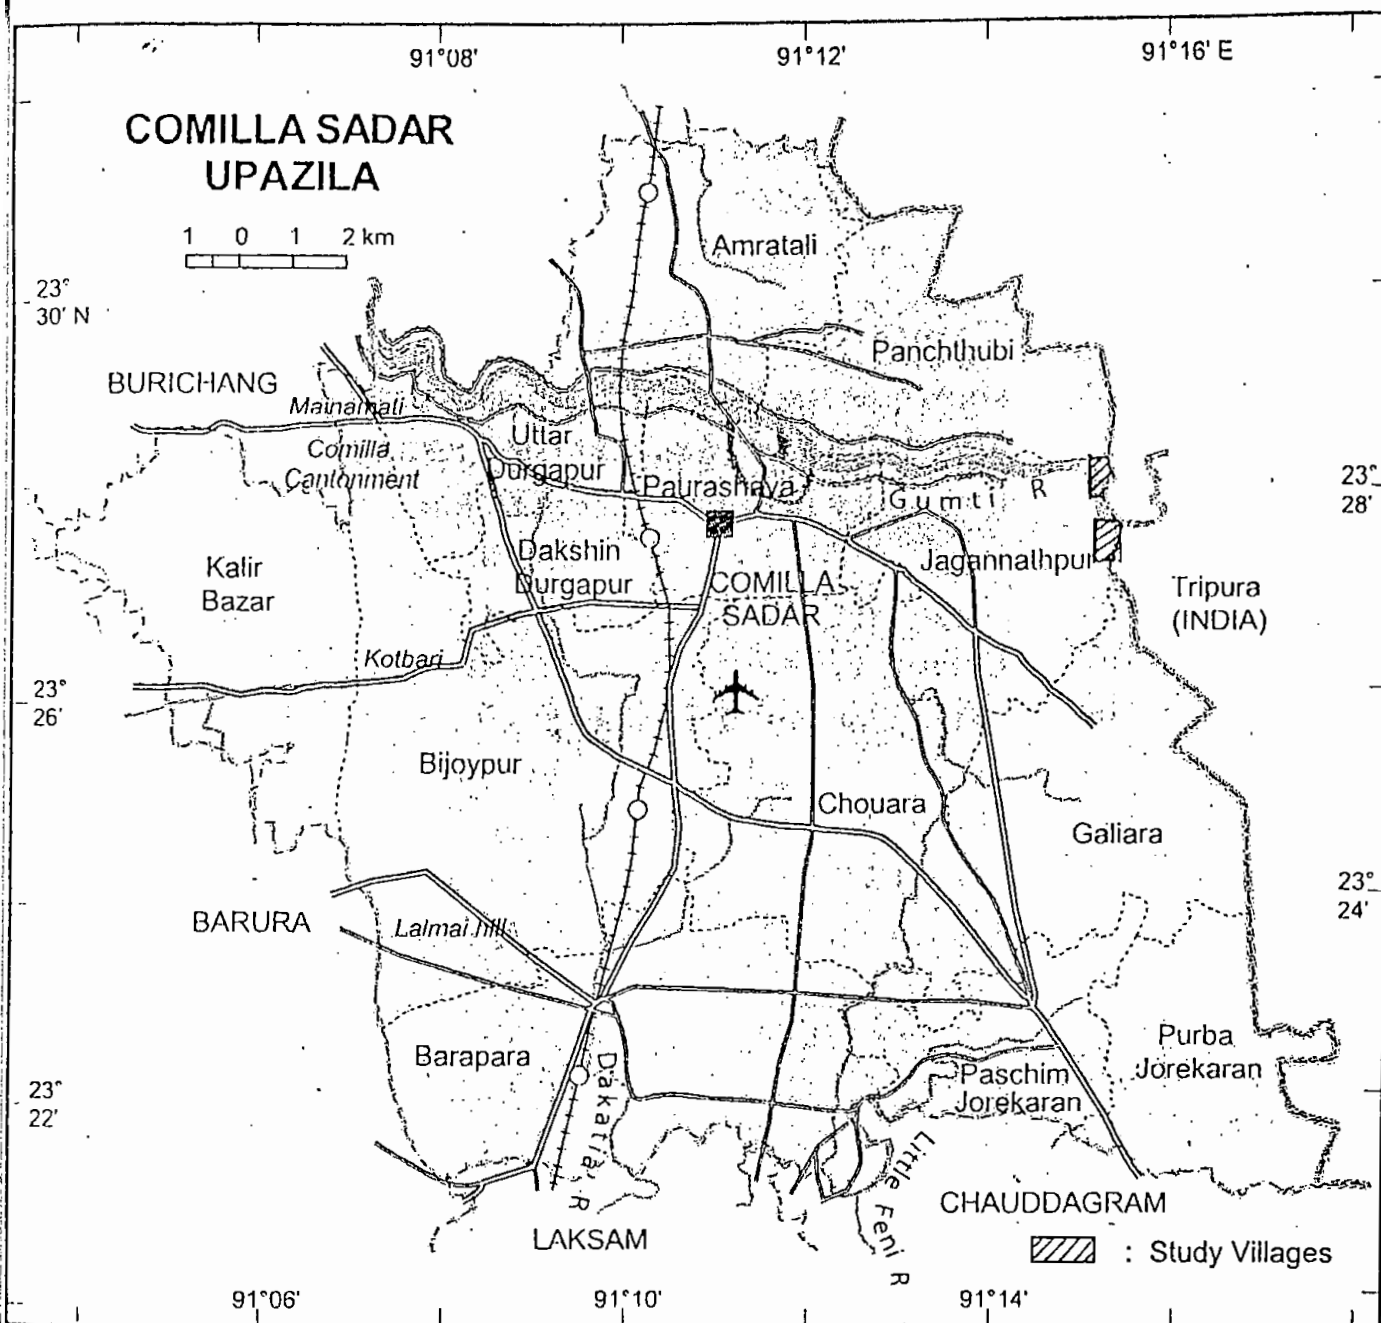 91°08'
91°12'
91°16' E
COMILLA SADAR
UPAZILA
1 0 1 2 km
Amratali
23°
30' N
Panchthubi
BURICHANG
Mainamati
Comilla
Cantonment
Uttar
Durgapur
Paurashava
Gumti R
23°
28'
Dakshin
Durgapur
Jagannathpur
Kalir
Bazar
COMILLA
SADAR
Tripura
(INDIA)
Kotbari
23°
26'
Bijoypur
Chouara
Galiara
23°
24'
BARURA
Lalmai hill
Barapara
Dakatia R
Purba
Jorekaran
Paschim
Jorekaran
23°
22'
Little Feni R
CHAUDDAGRAM
LAKSAM
: Study Villages
91°06'
91°10'
91°14'